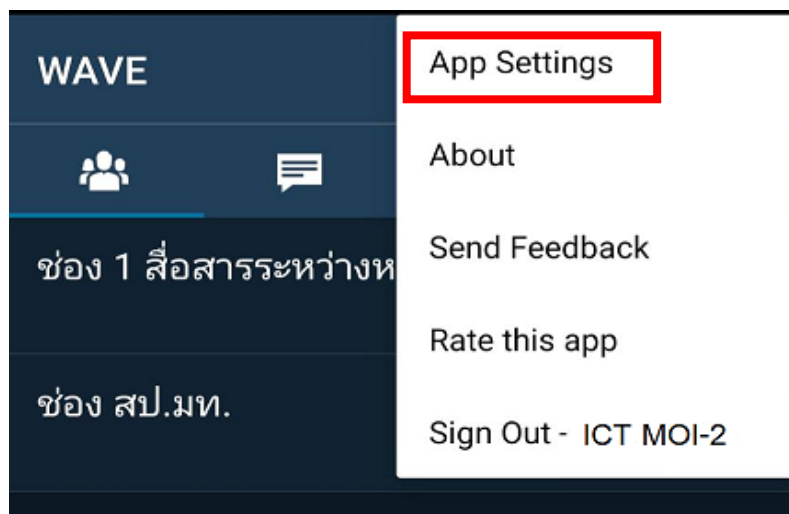 WAVE
App Settings
About
Send Feedback
Rate this app
Sign Out - ICT MOI-2
ช่อง 1 สื่อสารระหว่างห
ช่อง สป.มท.